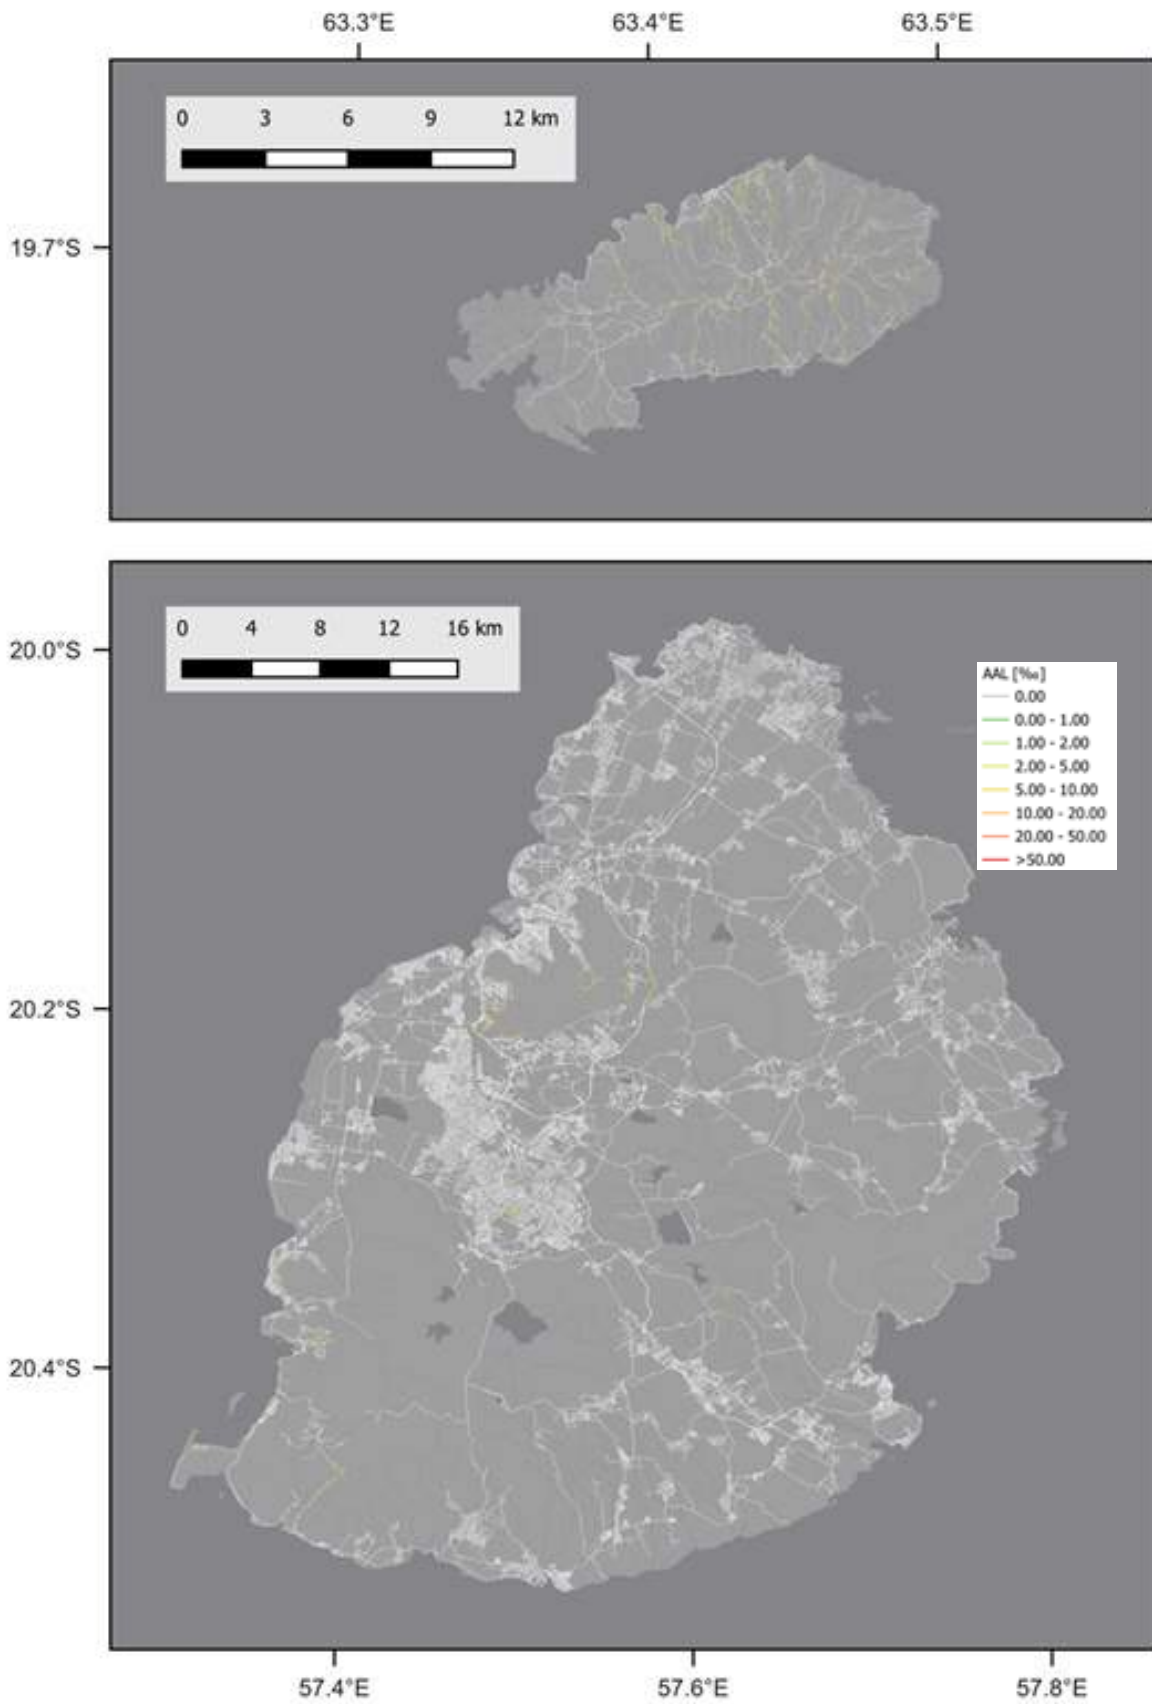 63.3°E 63.4°E 63.5°E
0 3 6 9 12 km
19.7°S
0 4 8 12 16 km
20.0°S
AAL [‰]
0.00
0.00 - 1.00
1.00 - 2.00
2.00 - 5.00
5.00 - 10.00
10.00 - 20.00
20.00 - 50.00
>50.00
20.2°S
20.4°S
57.4°E 57.6°E 57.8°E